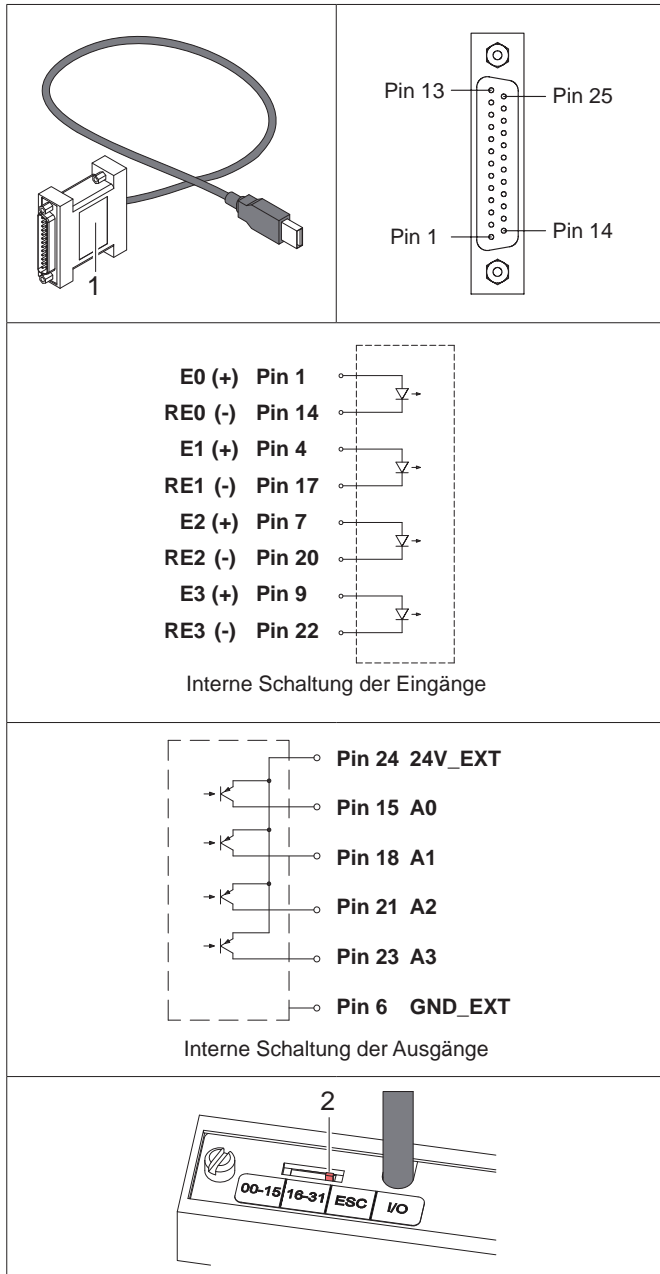 1
Pin 13
Pin 25
Pin 1
Pin 14
E0 (+) Pin 1
RE0 (-) Pin 14
E1 (+) Pin 4
RE1 (-) Pin 17
E2 (+) Pin 7
RE2 (-) Pin 20
E3 (+) Pin 9
RE3 (-) Pin 22
Interne Schaltung der Eingänge
Pin 24 24V_EXT
Pin 15 A0
Pin 18 A1
Pin 21 A2
Pin 23 A3
Pin 6 GND_EXT
Interne Schaltung der Ausgänge
2
00-15 16-31 ESC I/O